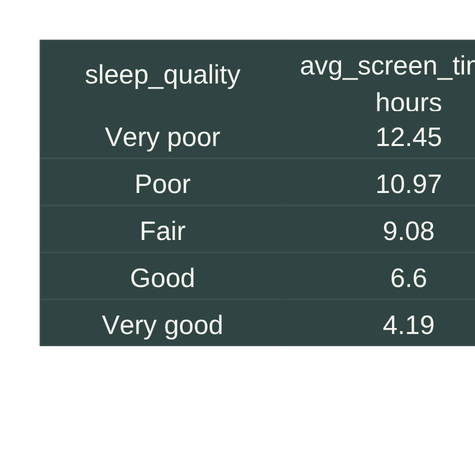 sleep_quality avg_screen_tin
hours
Very poor 12.45
Poor 10.97
Fair 9.08
Good 6.6
Very good 4.19